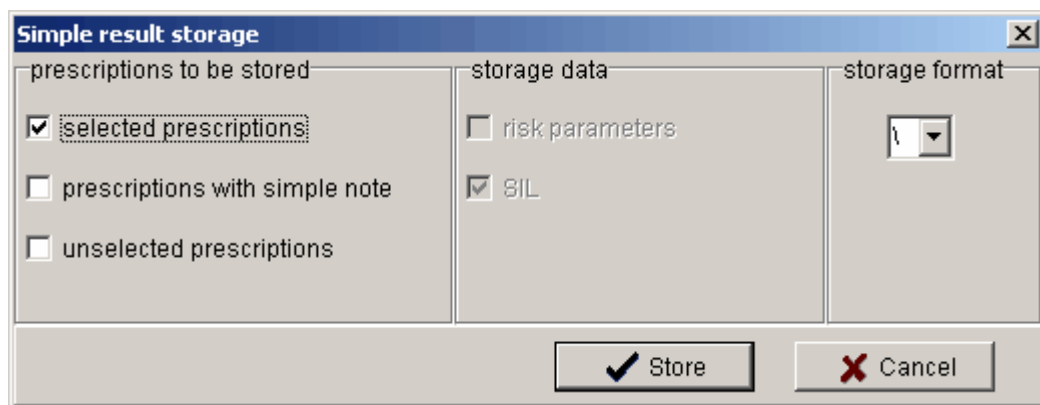 Simple result storage
prescriptions to be stored
selected prescriptions
prescriptions with simple note
unselected prescriptions
storage data
risk parameters
SIL
storage format
\
Store
Cancel